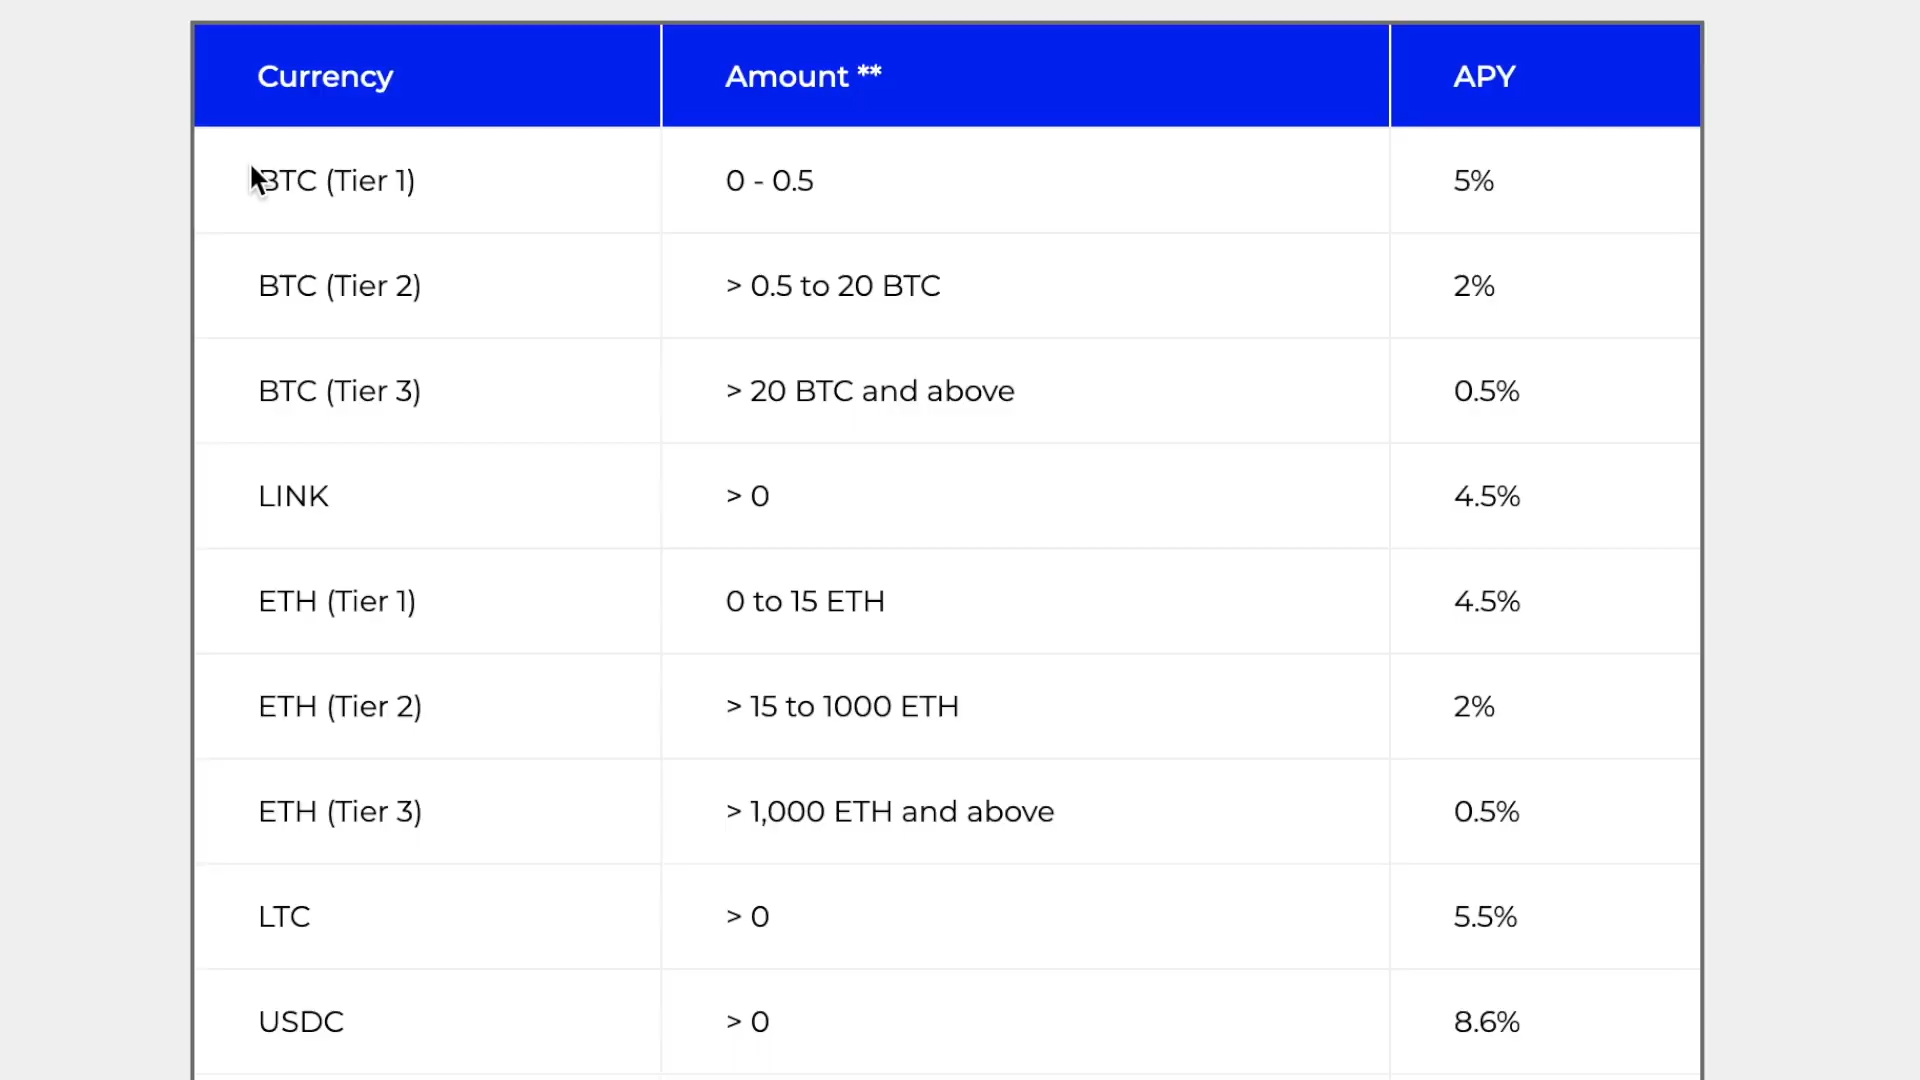 Currency Amount ** APY
BTC (Tier 1) 0 - 0.5 5%
BTC (Tier 2) > 0.5 to 20 BTC 2%
BTC (Tier 3) > 20 BTC and above 0.5%
LINK > 0 4.5%
ETH (Tier 1) 0 to 15 ETH 4.5%
ETH (Tier 2) > 15 to 1000 ETH 2%
ETH (Tier 3) > 1,000 ETH and above 0.5%
LTC > 0 5.5%
USDC > 0 8.6%